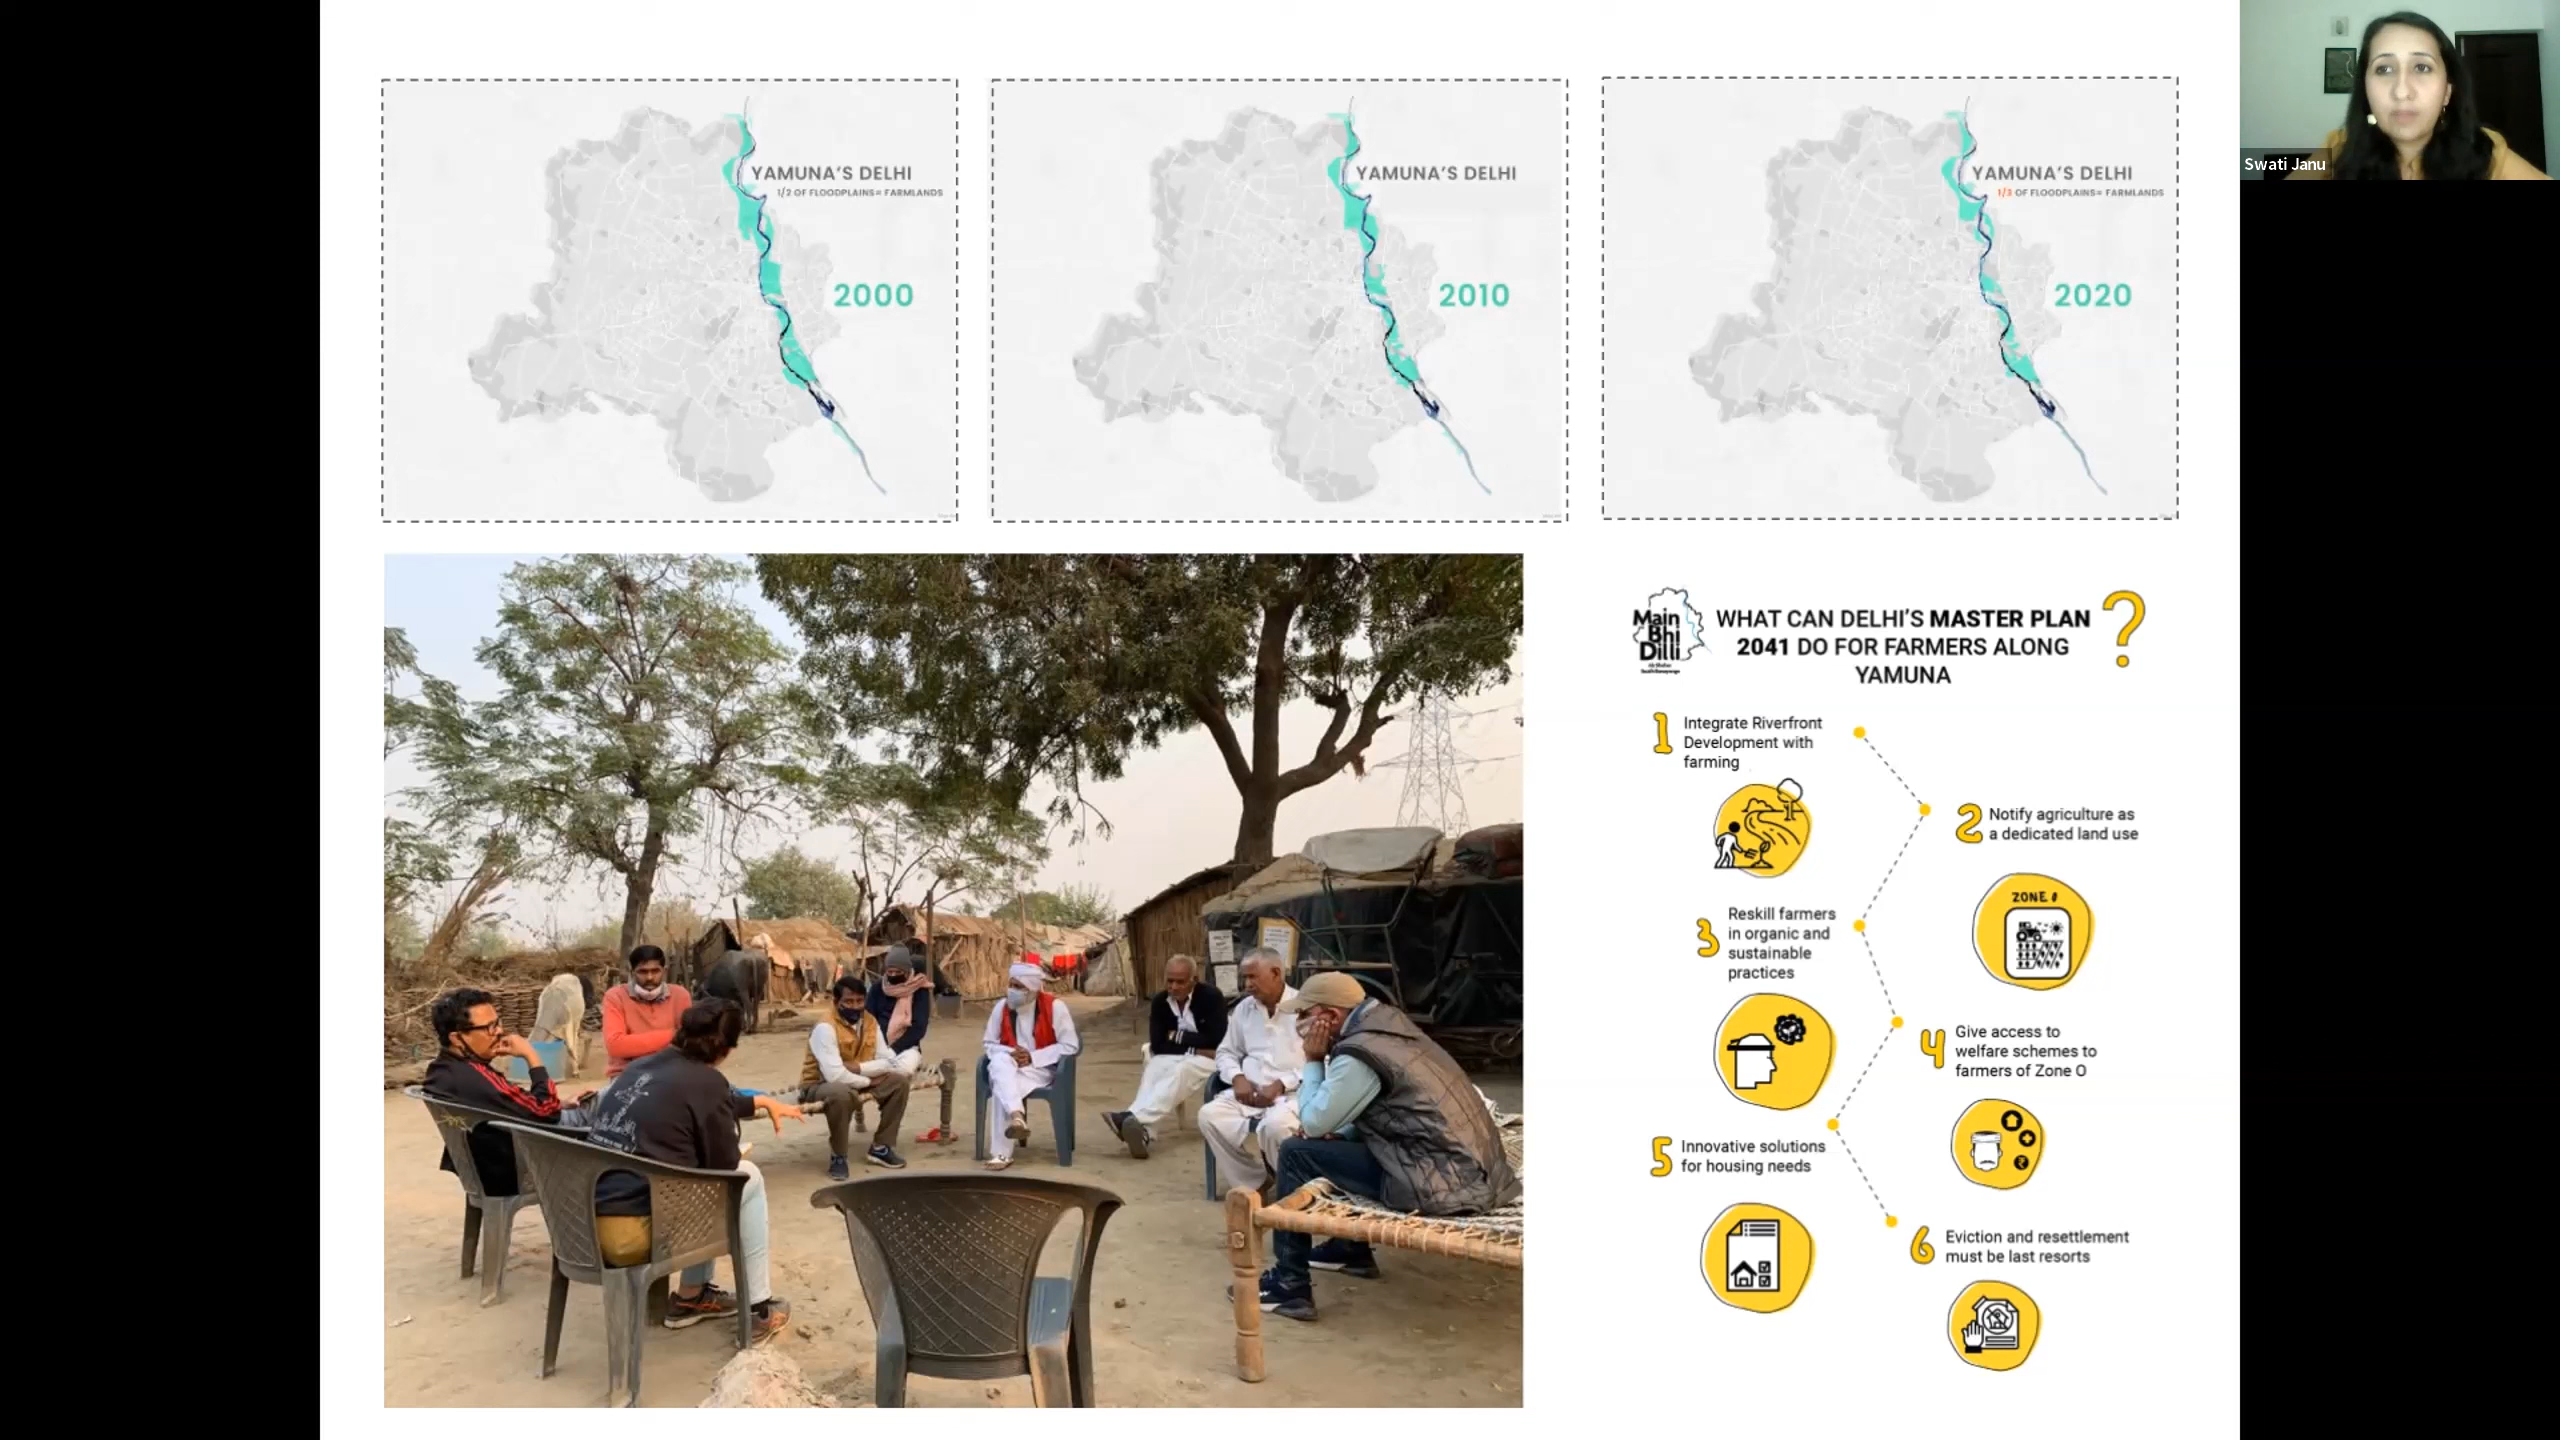 YAMUNA'S DELHI
1/2 OF FLOODPLAINS= FARMLANDS
2000
YAMUNA'S DELHI
2010
YAMUNA'S DELHI
1/3 OF FLOODPLAINS= FARMLANDS
2020
Swati Janu
Main
Bhi
Dilli
WHAT CAN DELHI'S MASTER PLAN
2041 DO FOR FARMERS ALONG
YAMUNA
?
1 Integrate Riverfront
Development with
farming
2 Notify agriculture as
a dedicated land use
ZONE O
3 Reskill farmers
in organic and
sustainable
practices
4 Give access to
welfare schemes to
farmers of Zone O
5 Innovative solutions
for housing needs
6 Eviction and resettlement
must be last resorts